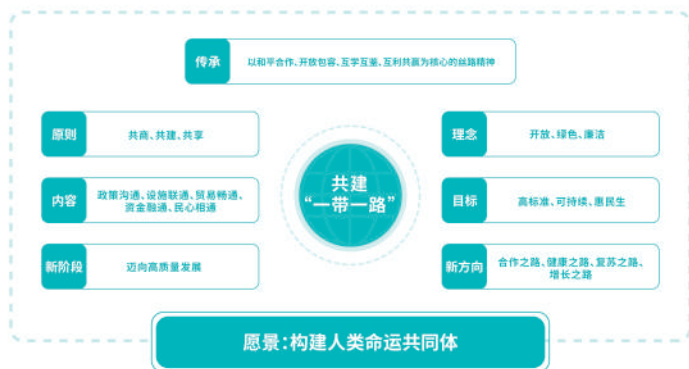 传承
以和平合作、开放包容、互学互鉴、互利共赢为核心的丝路精神
原则
共商、共建、共享
内容
政策沟通、设施联通、贸易畅通、
资金融通、民心相通
新阶段
迈向高质量发展
共建
“一带一路”
理念
开放、绿色、廉洁
目标
高标准、可持续、惠民生
新方向
合作之路、健康之路、复苏之路、
增长之路
愿景：构建人类命运共同体